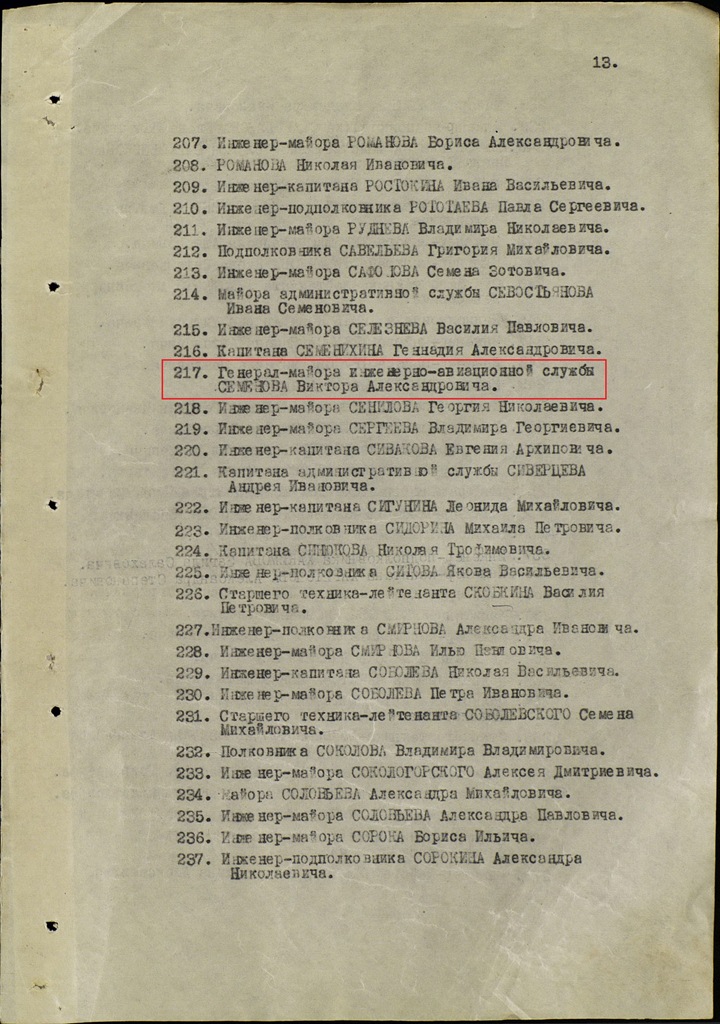 13.
207. Инженер-майора РОМАНОВА Бориса Александровича.
208. РОМАНОВА Николая Ивановича.
209. Инженер-капитана РОСТОКИНА Ивана Васильевича.
210. Инженер-подполковника РОТОТАЕВА Павла Сергеевича.
211. Инженер-майора РУДНЕВА Владимира Николаевича.
212. Подполковника САВЕЛЬЕВА Григория Михайловича.
213. Инженер-майора Семена Зотовича.
214. Майора административной службы СЕВОСТЬЯНОВА
Ивана Семеновича.
215. Инженер-майора СЕЛЕЗНЕВА Василия Павловича.
216. Капитана СЕМЕНИХИНА Геннадия Александровича.
217. Генерал-майора инженерно-авиационной службы
СЕМЕНОВА Виктора Александровича.
218. Инженер-майора СЕНИЛОВА Георгия Николаевича.
219. Инженер-майора СЕРГЕЕВА Владимира Георгиевича.
220. Инженер-капитана СИВАКОВА Евгения Архиповича.
221. Капитана административной службы СИВЕРЦЕВА
Андрея Ивановича.
222. Инженер-капитана СИГУНИНА Леонида Михайловича.
223. Инженер-полковника СИДОРИНА Михаила Петровича.
224. Капитана СИНЮКОВА Николая Трофимовича.
225. Инженер-полковника СИТОВА Якова Васильевича.
226. Старшего техника-лейтенанта СКОБКИНА Василия
Петровича.
227.Инженер-полковника СМИРНОВА Александра Ивановича.
228. Инженер-майора СМИРНОВА Илью
229. Инженер-капитана СОБОЛЕВА Николая Васильевича.
230. Инженер-майора СОБОЛЕВА Петра Ивановича.
231. Старшего техника-лейтенанта СОБОЛЕВСКОГО Семена
Михайловича.
232. Полковника СОКОЛОВА Владимира Владимировича.
233. Инженер-майора СОКОЛОГОРСКОГО Алексея Дмитриевича.
234. Майора СОЛОВЬЕВА Александра Михайловича.
235. Инженер-майора СОЛОВЬЕВА Александра Павловича.
236. Инженер-майора СОРОКА Бориса Ильича.
237. Инженер-подполковника СОРОКИНА Александра
Николаевича.